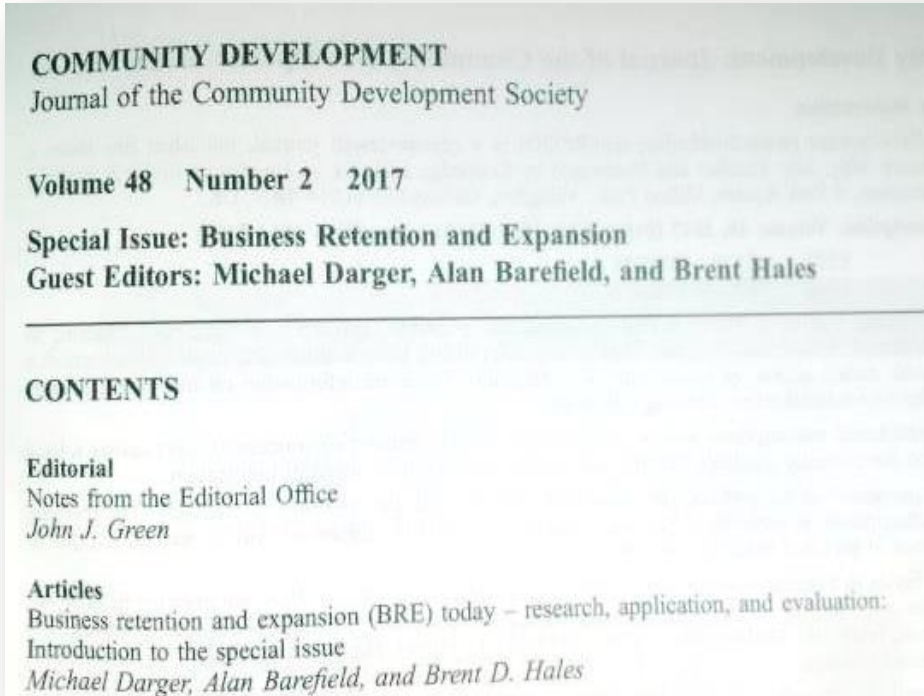 COMMUNITY DEVELOPMENT
Journal of the Community Development Society
Volume 48 Number 2 2017
Special Issue: Business Retention and Expansion
Guest Editors: Michael Darger, Alan Barefield, and Brent Hales
CONTENTS
Editorial
Notes from the Editorial Office
John J. Green
Articles
Business retention and expansion (BRE) today – research, application, and evaluation:
Introduction to the special issue
Michael Darger, Alan Barefield, and Brent D. Hales